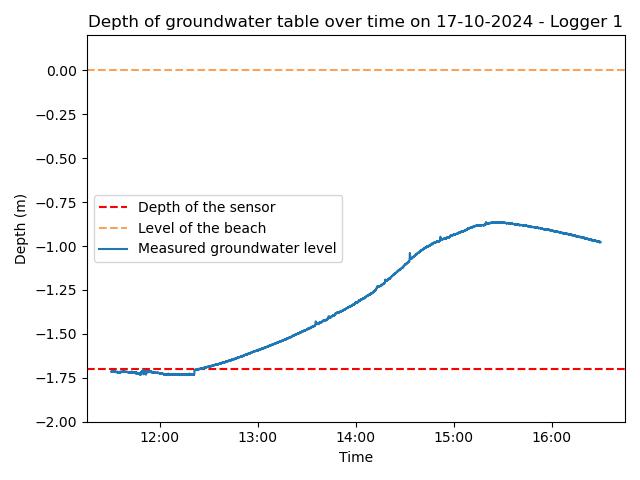 Depth of groundwater table over time on 17-10-2024 - Logger 1
0.00
−0.25
−0.50
−0.75
−1.00
−1.25
−1.50
−1.75
−2.00
Depth (m)
Depth of the sensor
Level of the beach
Measured groundwater level
12:00 13:00 14:00 15:00 16:00
Time